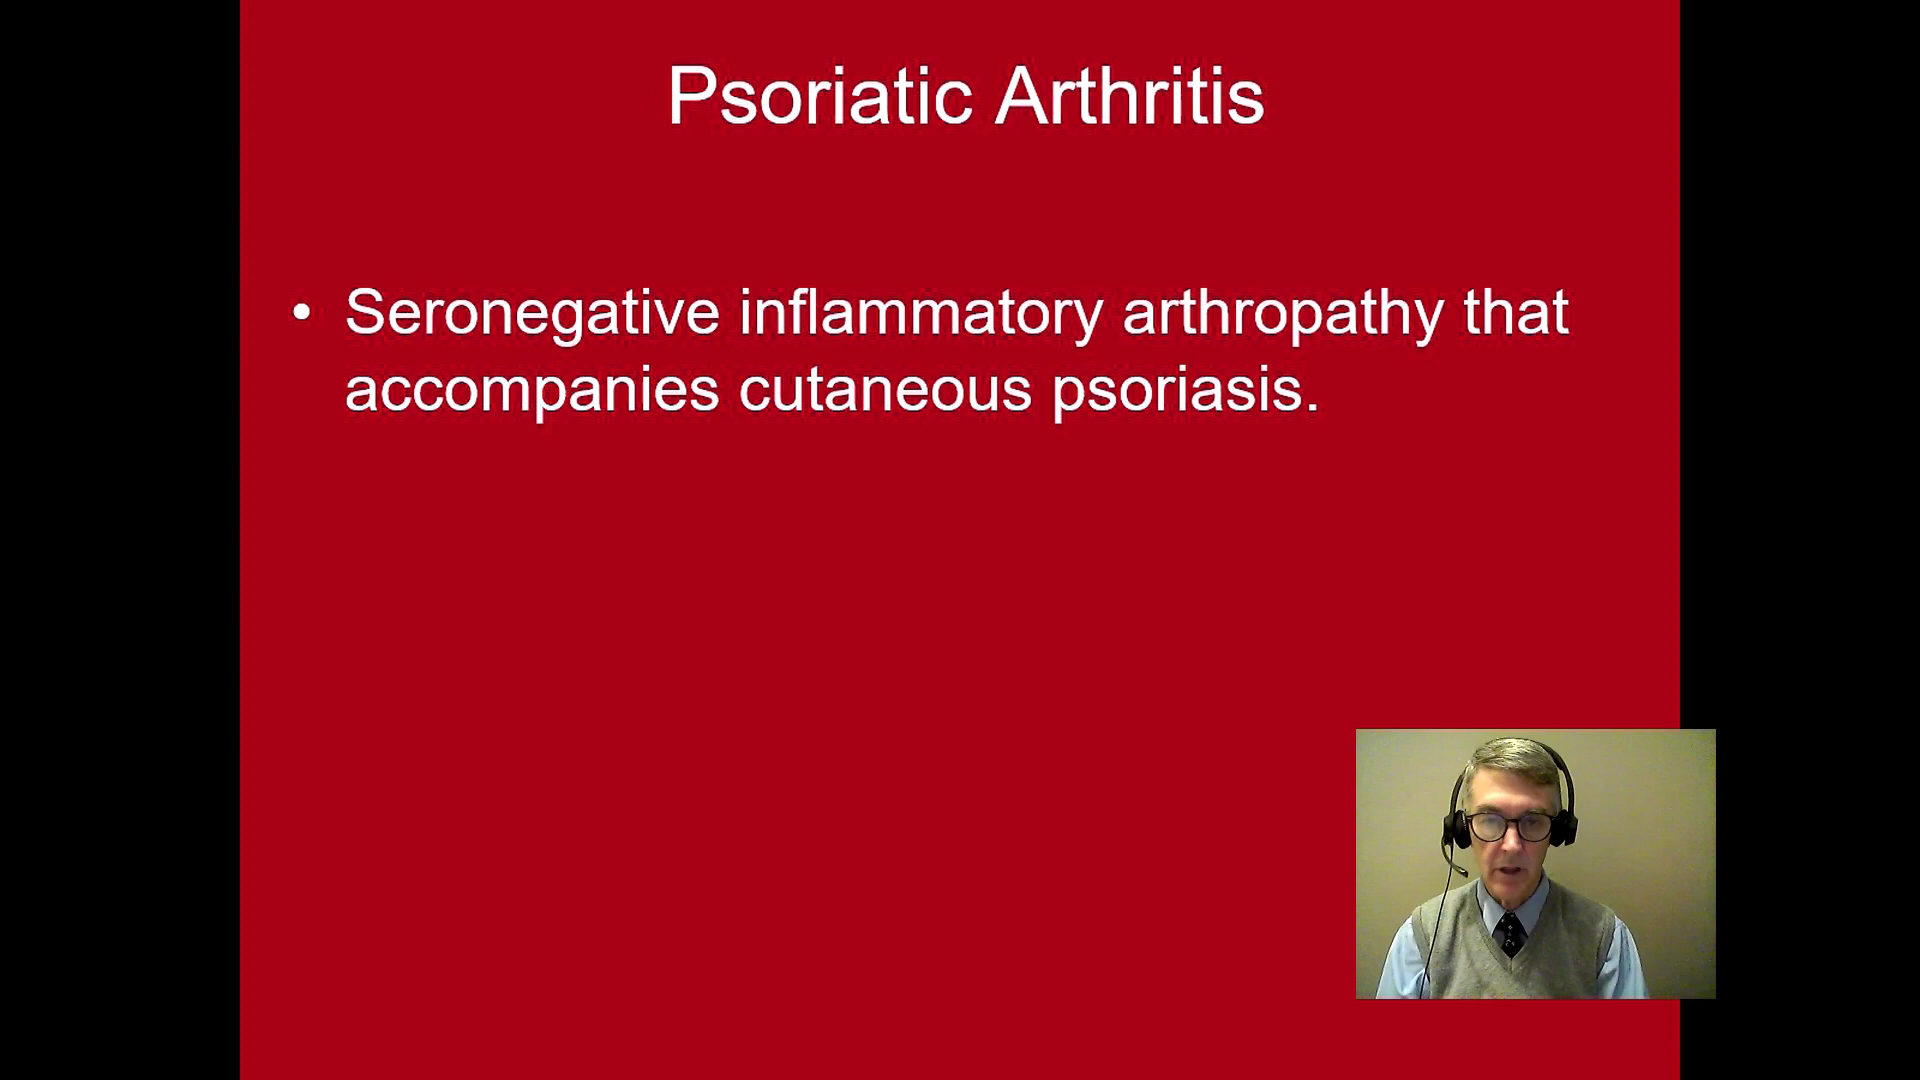 Psoriatic Arthritis
• Seronegative inflammatory arthropathy that
accompanies cutaneous psoriasis.